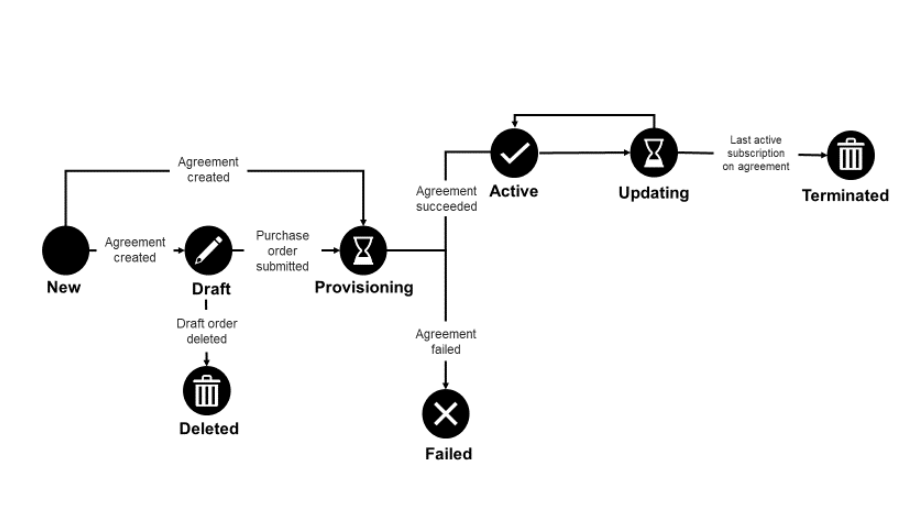 Agreement
created
Agreement
created
New
Draft
Purchase
order
submitted
Provisioning
Draft order
deleted
Deleted
Agreement
succeeded
Agreement
failed
Failed
Active
Updating
Last active
subscription
on agreement
Terminated